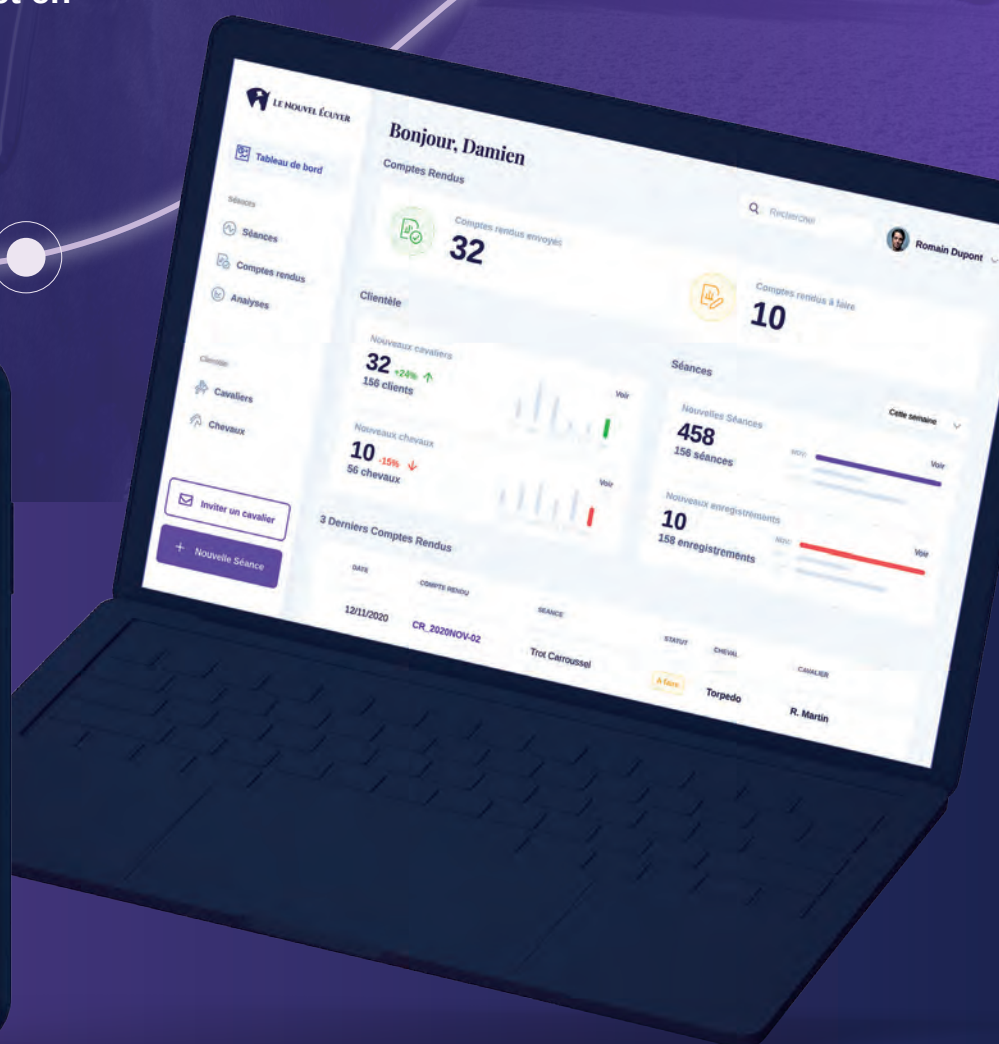 Le Nouvel Écuyer
Tableau de bord
Séances
Séances
Comptes rendus
Analyses
Clientèle
Cavaliers
Chevaux
Inviter un cavalier
+ Nouvelle Séance
Bonjour, Damien
Rechercher
Romain Dupont
Comptes Rendus
Comptes rendus envoyés
32
Comptes rendus à faire
10
Clientèle
Nouveaux cavaliers
32 +24% ↑
156 clients
Voir
Nouveaux chevaux
10 -15% ↓
56 chevaux
Voir
Séances
Cette semaine
Nouvelles Séances
458
156 séances
NOV.
Voir
Nouveaux enregistrements
10
158 enregistrements
NOV.
Voir
3 Derniers Comptes Rendus
DATE COMPTE RENDU SÉANCE STATUT CHEVAL CAVALIER
12/11/2020 CR_2020NOV-02 Trot Carroussel A faire Torpedo R. Martin